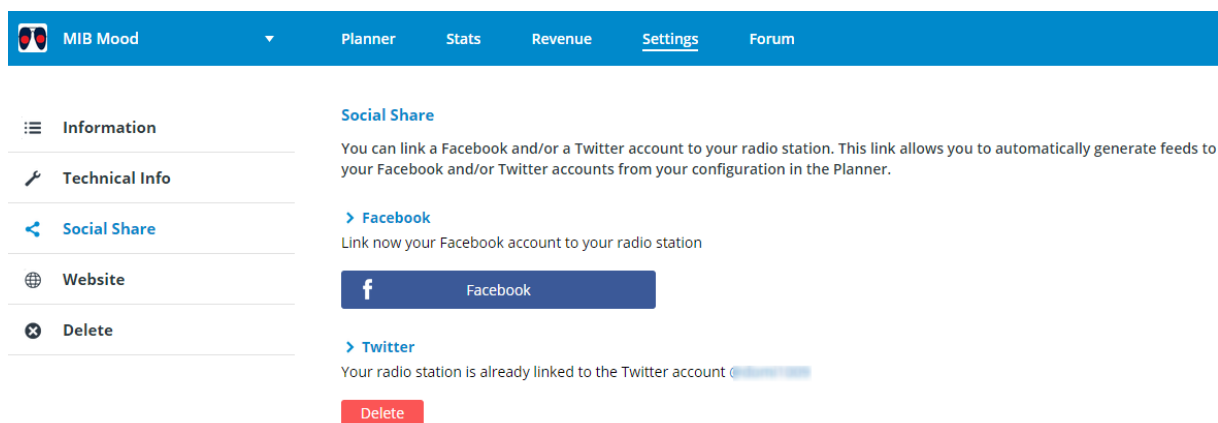 MIB Mood
Planner
Stats
Revenue
Settings
Forum
Information
Technical Info
Social Share
Website
Delete
Social Share
You can link a Facebook and/or a Twitter account to your radio station. This link allows you to automatically generate feeds to
your Facebook and/or Twitter accounts from your configuration in the Planner.
Facebook
Link now your Facebook account to your radio station
f Facebook
Twitter
Your radio station is already linked to the Twitter account
Delete